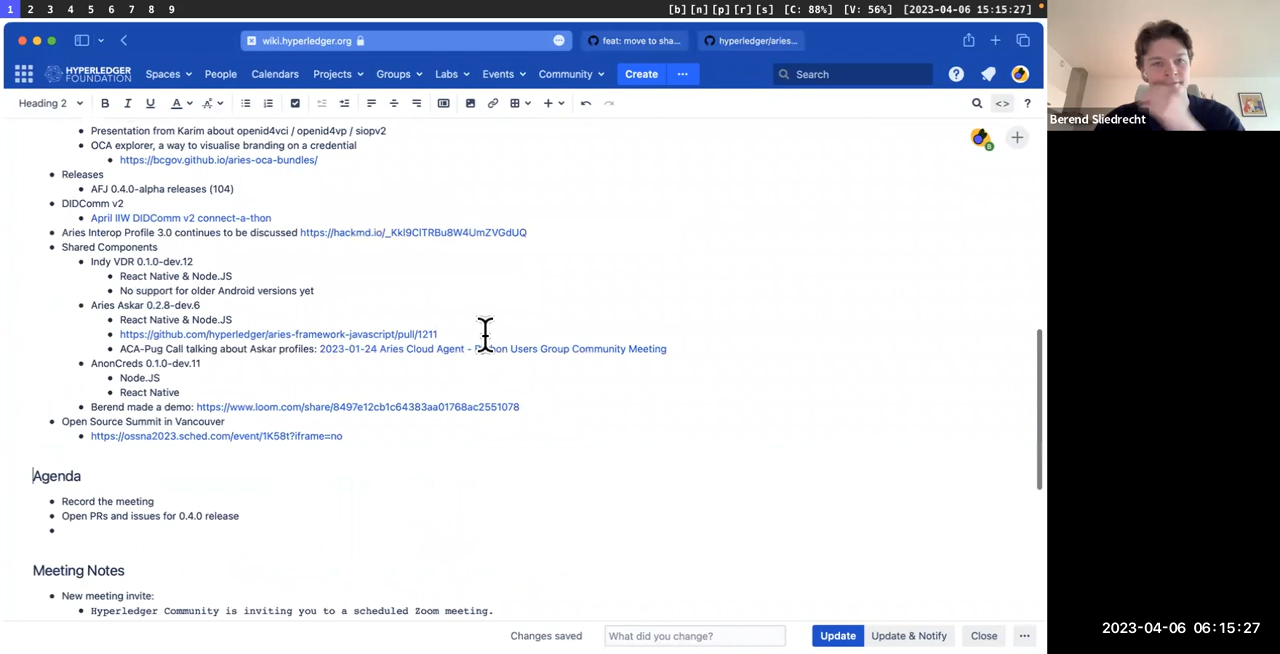 1 2 3 4 5 6 7 8 9 [b][n][p][r][s] [C: 88%] [V: 56%] [2023-04-06 15:15:27]
wiki.hyperledger.org feat: move to sha... hyperledger/aries...
HYPERLEDGER FOUNDATION Spaces People Calendars Projects Groups Labs Events Community Create ... Search ?
Heading 2 B I U A <> ?
Presentation from Karim about openid4vci / openid4vp / siopv2
OCA explorer, a way to visualise branding on a credential
https://bcgov.github.io/aries-oca-bundles/
Releases
AFJ 0.4.0-alpha releases (104)
DIDComm v2
April IIW DIDComm v2 connect-a-thon
Aries Interop Profile 3.0 continues to be discussed https://hackmd.io/_KkI9CITRBu8W4UmZVGdUQ
Shared Components
Indy VDR 0.1.0-dev.12
React Native & Node.JS
No support for older Android versions yet
Aries Askar 0.2.8-dev.6
React Native & Node.JS
https://github.com/hyperledger/aries-framework-javascript/pull/1211
ACA-Pug Call talking about Askar profiles: 2023-01-24 Aries Cloud Agent - Python Users Group Community Meeting
AnonCreds 0.1.0-dev.11
Node.JS
React Native
Berend made a demo: https://www.loom.com/share/8497e12cb1c64383aa01768ac2551078
Open Source Summit in Vancouver
https://ossna2023.sched.com/event/1K58t?iframe=no
Agenda
Record the meeting
Open PRs and issues for 0.4.0 release
Meeting Notes
New meeting invite:
Hyperledger Community is inviting you to a scheduled Zoom meeting.
Changes saved What did you change? Update Update & Notify Close ...
Berend Sliedrecht
2023-04-06 06:15:27